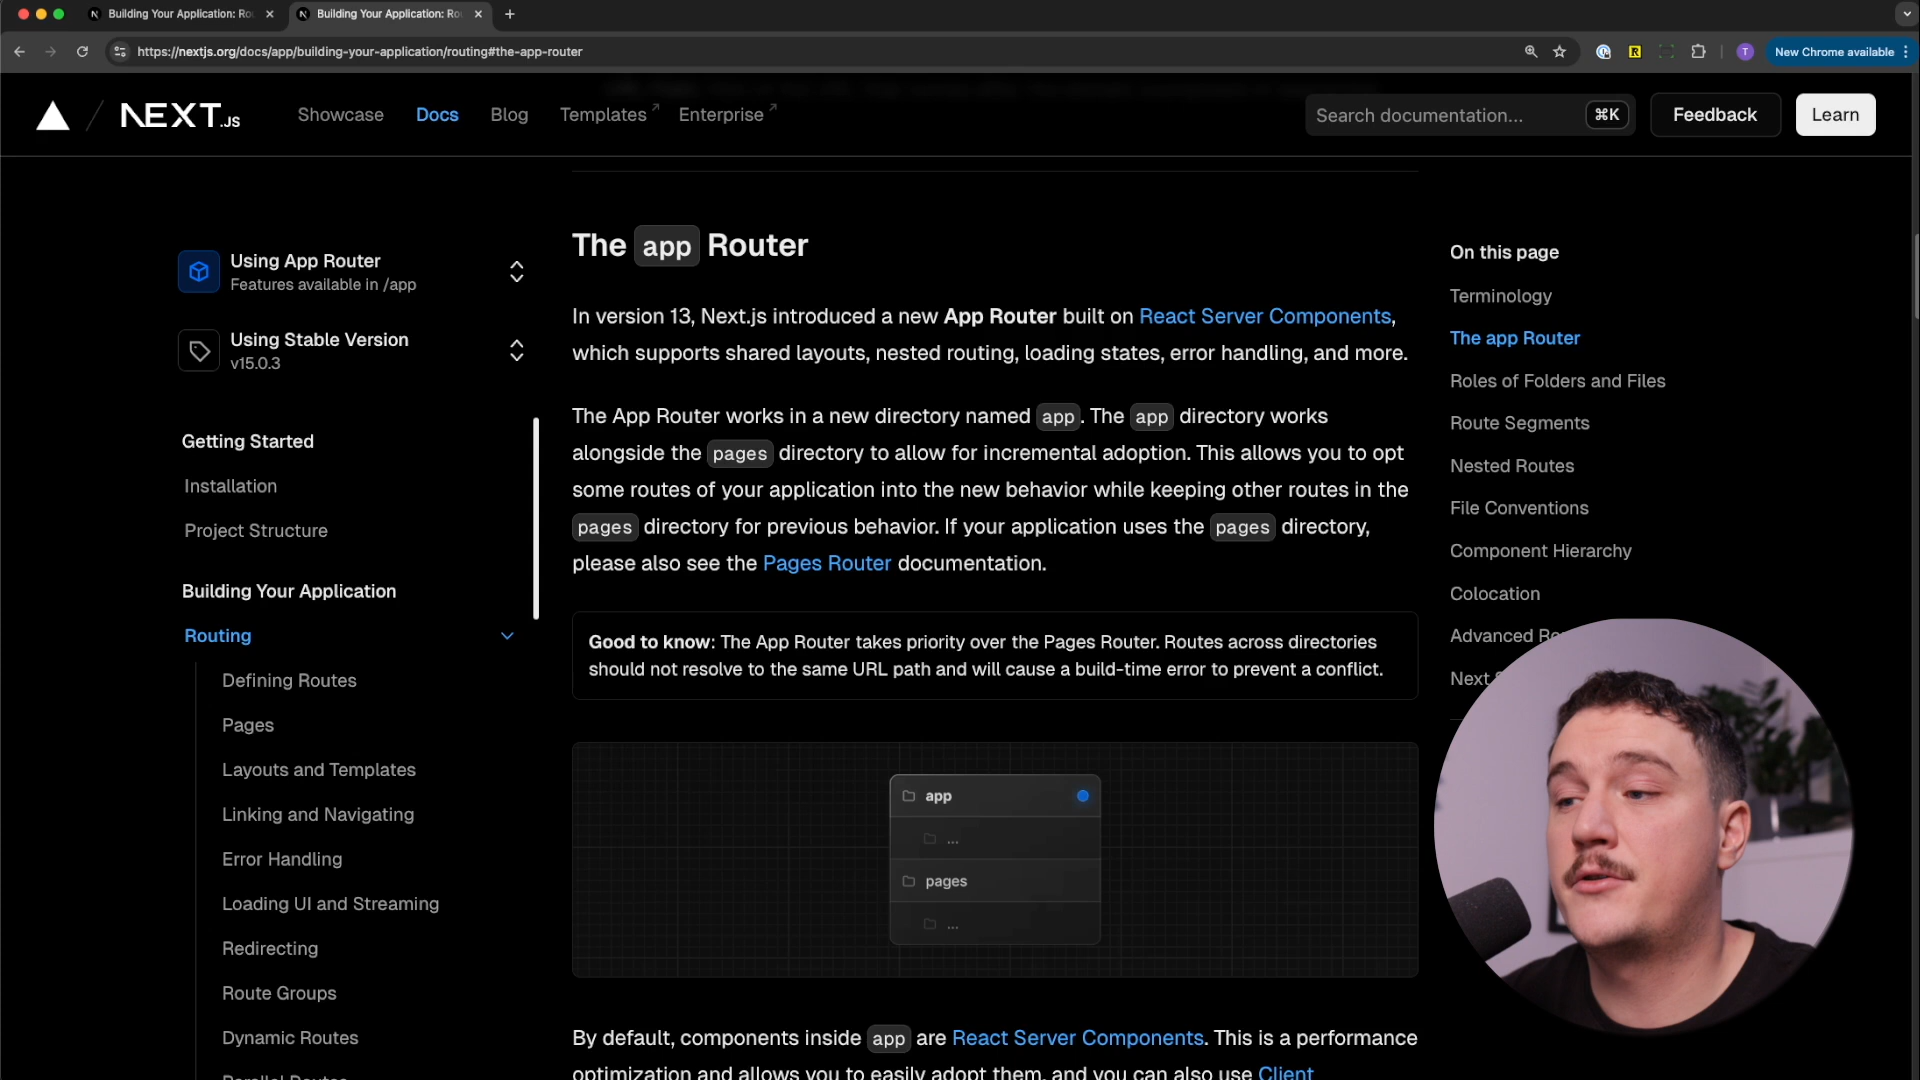 Building Your Application: Ro
Building Your Application: Ro
https://nextjs.org/docs/app/building-your-application/routing#the-app-router
R
T
New Chrome available
NEXT.JS
Showcase
Docs
Blog
Templates
Enterprise
Search documentation...
⌘K
Feedback
Learn
Using App Router
Features available in /app
Using Stable Version
v15.0.3
Getting Started
Installation
Project Structure
Building Your Application
Routing
Defining Routes
Pages
Layouts and Templates
Linking and Navigating
Error Handling
Loading UI and Streaming
Redirecting
Route Groups
Dynamic Routes
The app Router
In version 13, Next.js introduced a new App Router built on React Server Components,
which supports shared layouts, nested routing, loading states, error handling, and more.
The App Router works in a new directory named app. The app directory works
alongside the pages directory to allow for incremental adoption. This allows you to opt
some routes of your application into the new behavior while keeping other routes in the
pages directory for previous behavior. If your application uses the pages directory,
please also see the Pages Router documentation.
Good to know: The App Router takes priority over the Pages Router. Routes across directories
should not resolve to the same URL path and will cause a build-time error to prevent a conflict.
app
...
pages
...
By default, components inside app are React Server Components. This is a performance
optimization and allows you to easily adopt them, and you can also use Client
On this page
Terminology
The app Router
Roles of Folders and Files
Route Segments
Nested Routes
File Conventions
Component Hierarchy
Colocation
Advanced
Next